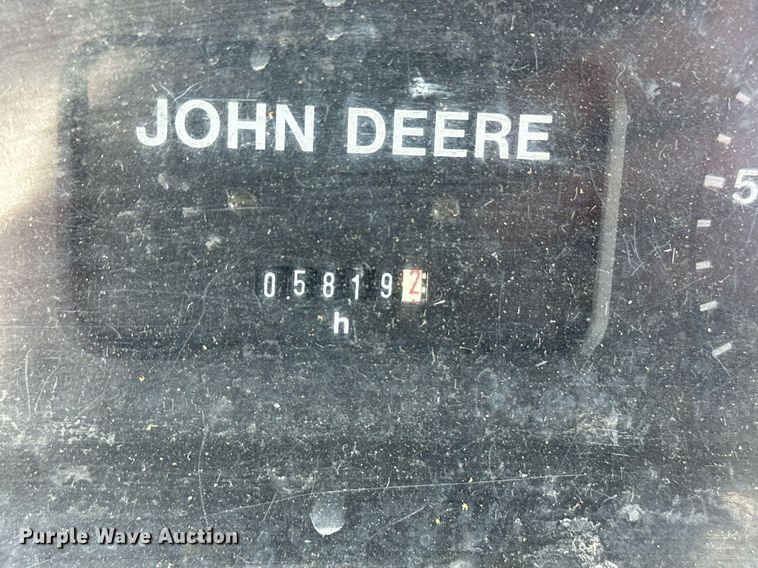 JOHN DEERE
5
058192
h
Purple Wave Auction